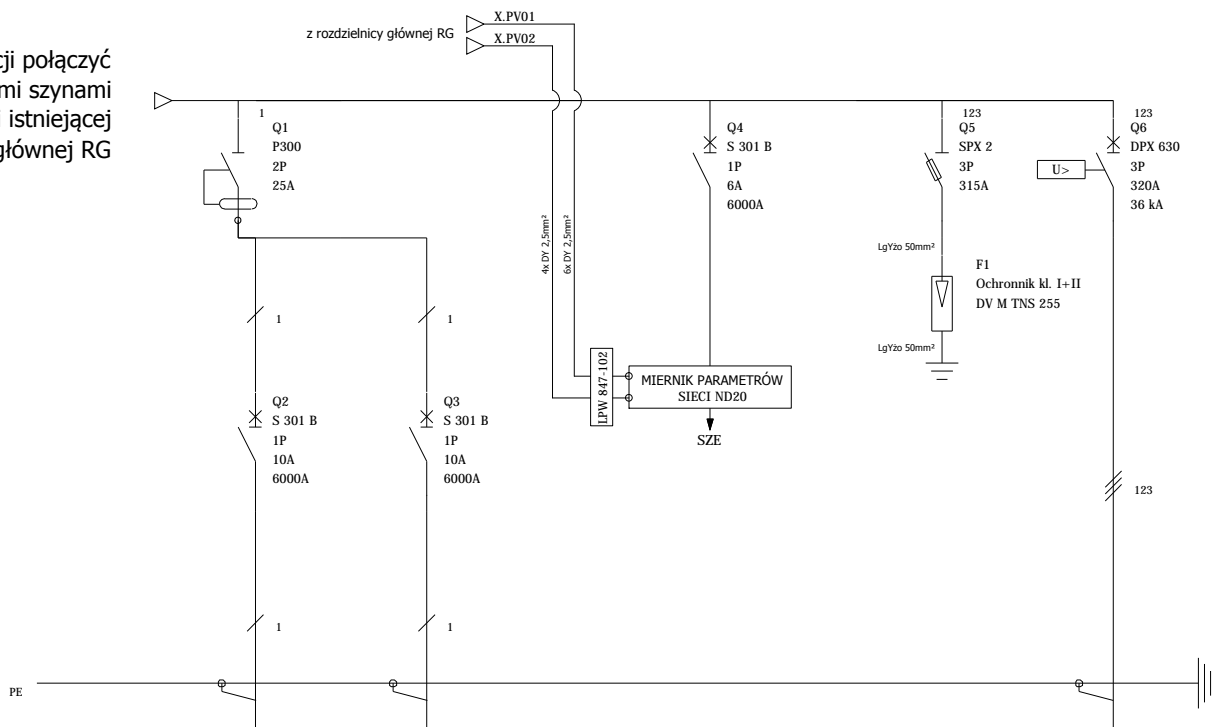 X.PV01
z rozdzielnicy głównej RG
X.PV02
cji połączyć
mi szynami
i istniejącej
głównej RG
1
Q1
P300
2P
25A
Q4
S 301 B
1P
6A
6000A
123
Q5
SPX 2
3P
315A
123
Q6
DPX 630
3P
320A
36 kA
U>
4x DY 2,5mm²
6x DY 2,5mm²
LgYżo 50mm²
F1
Ochronnik kl. I+II
DV M TNS 255
LgYżo 50mm²
1
1
LPW 847-102
MIERNIK PARAMETRÓW
SIECI ND20
SZE
Q2
S 301 B
1P
10A
6000A
Q3
S 301 B
1P
10A
6000A
123
1
1
PE